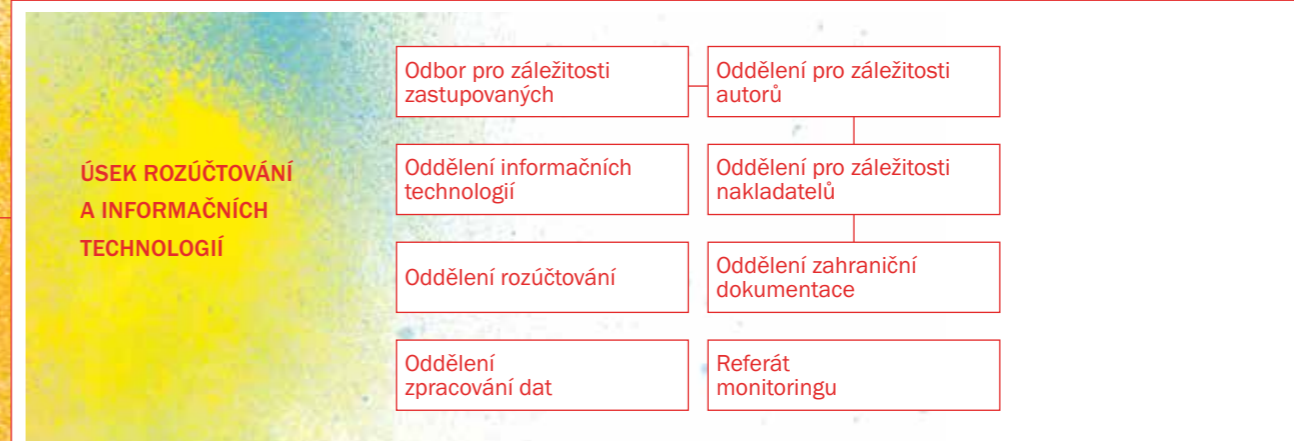 ÚSEK ROZÚČTOVÁNÍ
A INFORMAČNÍCH
TECHNOLOGIÍ
Odbor pro záležitosti
zastupovaných
Oddělení pro záležitosti
autorů
Oddělení informačních
technologií
Oddělení pro záležitosti
nakladatelů
Oddělení rozúčtování
Oddělení zahraniční
dokumentace
Oddělení
zpracování dat
Referát
monitoringu